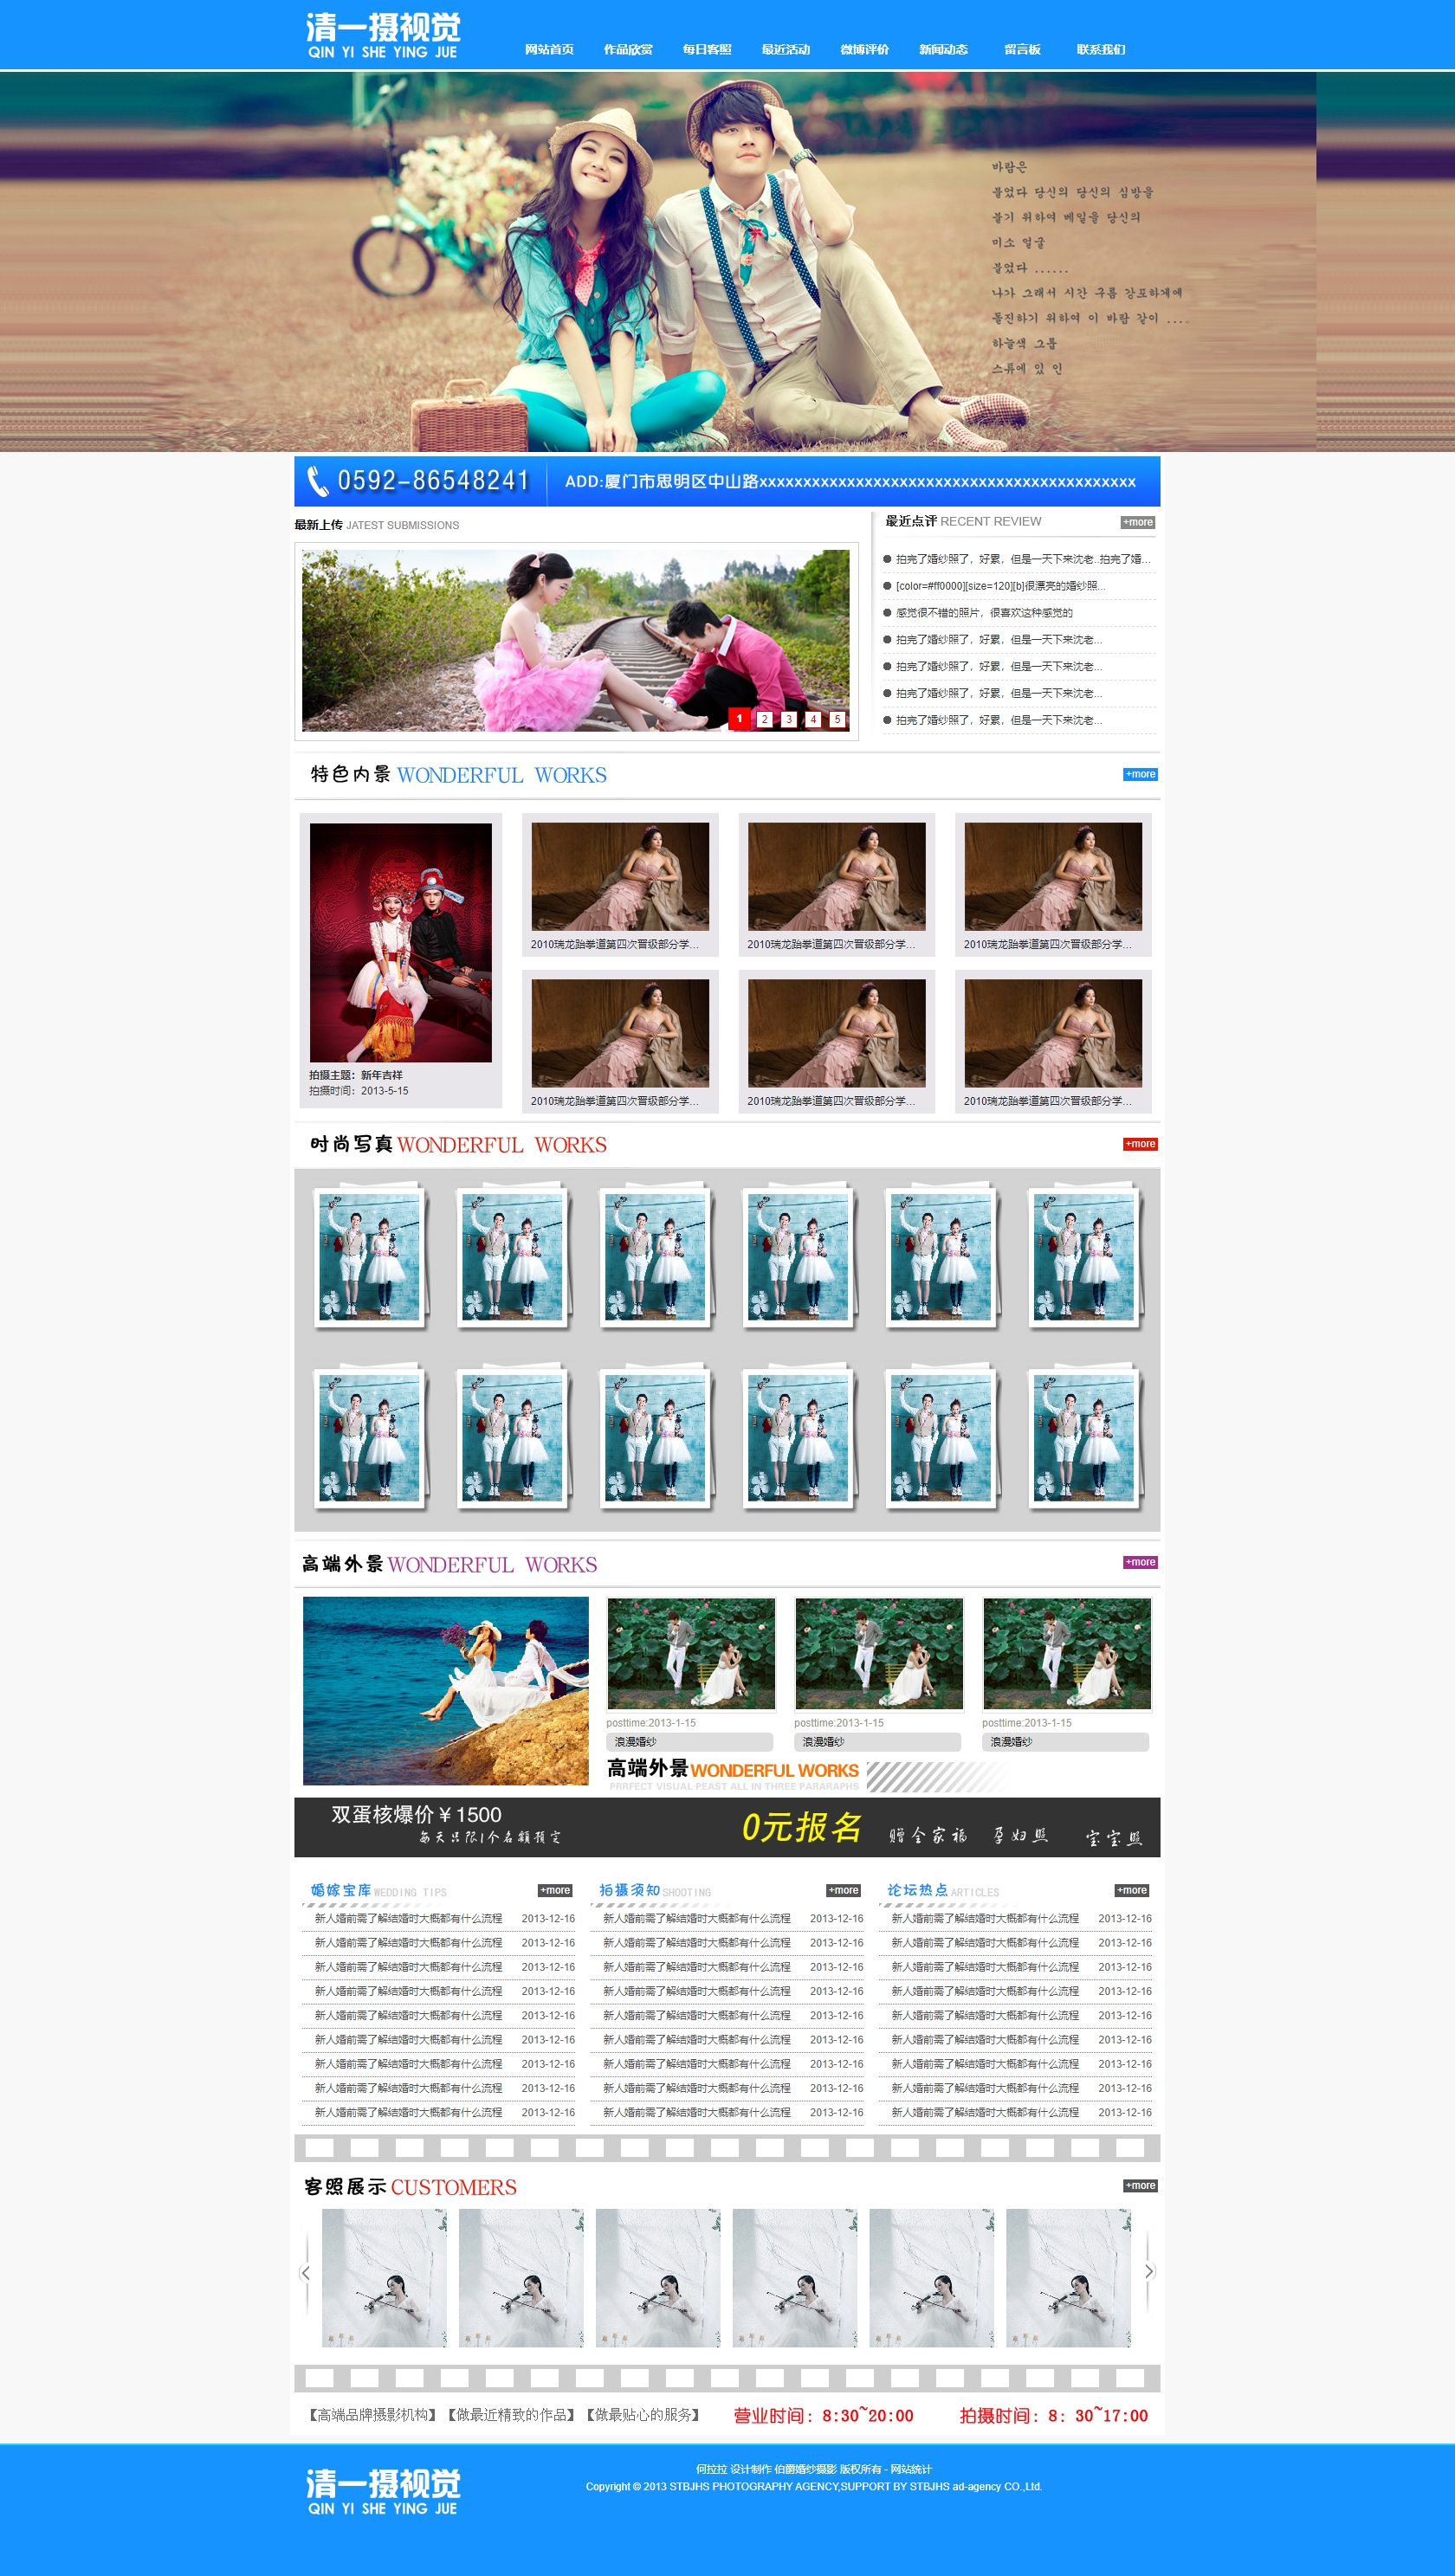 清一摄视觉
QIN YI SHE YING JUE
网站首页 作品欣赏 每日客照 最近活动 微博评价 新闻动态 留言板 联系我们
바람은
불었다 당신의 당신의 심방을
불기 위하여 메일을 당신의
미소 얼굴
불었다 ......
나가 그래서 시간 구름 강포하게에
돌진하기 위하여 이 바람 같이 ....
하늘색 그룹
스튜에 있 인
0592-86548241
ADD:厦门市思明区中山路xxxxxxxxxxxxxxxxxxxxxxxxxxxxxxxxxxxxxxxxxxx
最新上传 JATEST SUBMISSIONS
1 2 3 4 5
最近点评 RECENT REVIEW +more
拍完了婚纱照了，好累，但是一天下来沈老..拍完了婚...
[color=#ff0000][size=120][b]很漂亮的婚纱照...
感觉很不错的照片，很喜欢这种感觉的
拍完了婚纱照了，好累，但是一天下来沈老...
拍完了婚纱照了，好累，但是一天下来沈老...
拍完了婚纱照了，好累，但是一天下来沈老...
拍完了婚纱照了，好累，但是一天下来沈老...
特色内景 WONDERFUL WORKS +more
拍摄主题：新年吉祥
拍摄时间：2013-5-15
2010瑞龙跆拳道第四次晋级部分学... 2010瑞龙跆拳道第四次晋级部分学... 2010瑞龙跆拳道第四次晋级部分学...
2010瑞龙跆拳道第四次晋级部分学... 2010瑞龙跆拳道第四次晋级部分学... 2010瑞龙跆拳道第四次晋级部分学...
时尚写真 WONDERFUL WORKS +more
高端外景 WONDERFUL WORKS +more
posttime:2013-1-15 posttime:2013-1-15 posttime:2013-1-15
浪漫婚纱 浪漫婚纱 浪漫婚纱
高端外景 WONDERFUL WORKS
PRRFECT VISUAL PEAST ALL IN THREE PARARAPHS
双蛋核爆价￥1500
每天只限1个名额预定
0元报名 赠全家福 孕妇照 宝宝照
婚嫁宝库 WEDDING TIPS +more
新人婚前需了解结婚时大概都有什么流程 2013-12-16
新人婚前需了解结婚时大概都有什么流程 2013-12-16
新人婚前需了解结婚时大概都有什么流程 2013-12-16
新人婚前需了解结婚时大概都有什么流程 2013-12-16
新人婚前需了解结婚时大概都有什么流程 2013-12-16
新人婚前需了解结婚时大概都有什么流程 2013-12-16
新人婚前需了解结婚时大概都有什么流程 2013-12-16
新人婚前需了解结婚时大概都有什么流程 2013-12-16
新人婚前需了解结婚时大概都有什么流程 2013-12-16
拍摄须知 SHOOTING +more
新人婚前需了解结婚时大概都有什么流程 2013-12-16
新人婚前需了解结婚时大概都有什么流程 2013-12-16
新人婚前需了解结婚时大概都有什么流程 2013-12-16
新人婚前需了解结婚时大概都有什么流程 2013-12-16
新人婚前需了解结婚时大概都有什么流程 2013-12-16
新人婚前需了解结婚时大概都有什么流程 2013-12-16
新人婚前需了解结婚时大概都有什么流程 2013-12-16
新人婚前需了解结婚时大概都有什么流程 2013-12-16
新人婚前需了解结婚时大概都有什么流程 2013-12-16
论坛热点 ARTICLES +more
新人婚前需了解结婚时大概都有什么流程 2013-12-16
新人婚前需了解结婚时大概都有什么流程 2013-12-16
新人婚前需了解结婚时大概都有什么流程 2013-12-16
新人婚前需了解结婚时大概都有什么流程 2013-12-16
新人婚前需了解结婚时大概都有什么流程 2013-12-16
新人婚前需了解结婚时大概都有什么流程 2013-12-16
新人婚前需了解结婚时大概都有什么流程 2013-12-16
新人婚前需了解结婚时大概都有什么流程 2013-12-16
新人婚前需了解结婚时大概都有什么流程 2013-12-16
客照展示 CUSTOMERS +more
【高端品牌摄影机构】【做最近精致的作品】【做最贴心的服务】 营业时间：8:30~20:00 拍摄时间：8：30~17:00
清一摄视觉
QIN YI SHE YING JUE
何拉拉 设计制作 伯爵婚纱摄影 版权所有 - 网站统计
Copyright © 2013 STBJHS PHOTOGRAPHY AGENCY,SUPPORT BY STBJHS ad-agency CO.,Ltd.